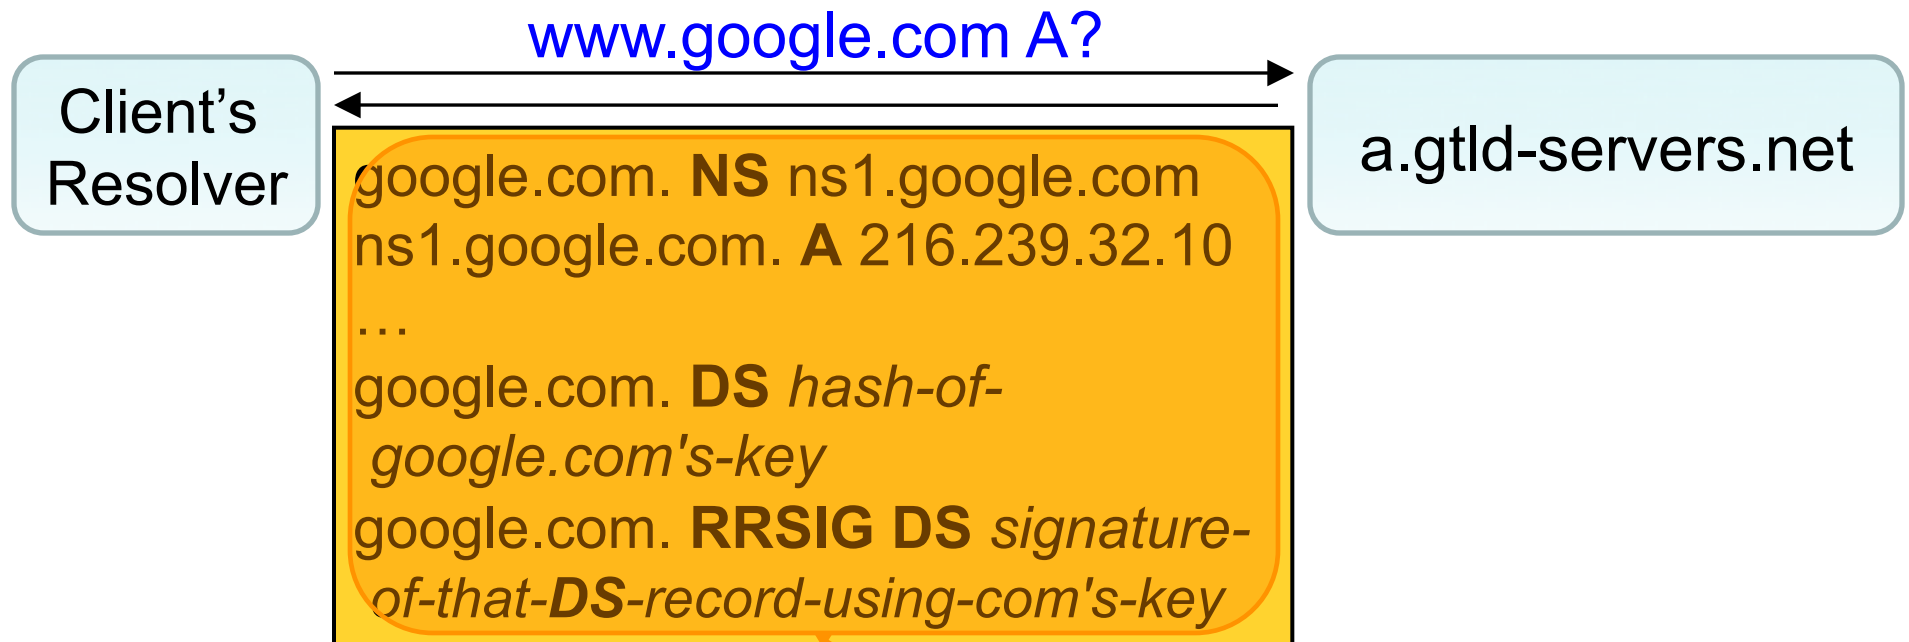 www.google.com A?
Client’s
Resolver
a.gtld-servers.net
google.com. NS ns1.google.com
ns1.google.com. A 216.239.32.10
…
google.com. DS hash-of-
google.com's-key
google.com. RRSIG DS signature-
of-that-DS-record-using-com's-key